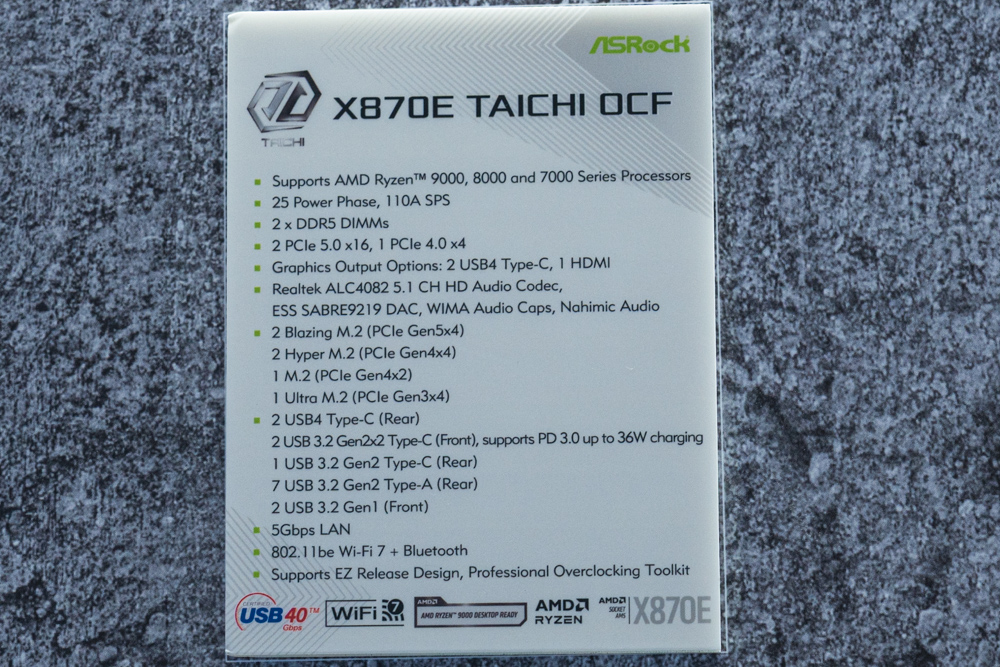 ASRock
TC
TAICHI
X870E TAICHI OCF
Supports AMD Ryzen™ 9000, 8000 and 7000 Series Processors
25 Power Phase, 110A SPS
2 x DDR5 DIMMs
2 PCIe 5.0 x16, 1 PCIe 4.0 x4
Graphics Output Options: 2 USB4 Type-C, 1 HDMI
Realtek ALC4082 5.1 CH HD Audio Codec,
ESS SABRE9219 DAC, WIMA Audio Caps, Nahimic Audio
2 Blazing M.2 (PCIe Gen5x4)
2 Hyper M.2 (PCIe Gen4x4)
1 M.2 (PCIe Gen4x2)
1 Ultra M.2 (PCIe Gen3x4)
2 USB4 Type-C (Rear)
2 USB 3.2 Gen2x2 Type-C (Front), supports PD 3.0 up to 36W charging
1 USB 3.2 Gen2 Type-C (Rear)
7 USB 3.2 Gen2 Type-A (Rear)
2 USB 3.2 Gen1 (Front)
5Gbps LAN
802.11be Wi-Fi 7 + Bluetooth
Supports EZ Release Design, Professional Overclocking Toolkit
CERTIFIED
USB 40™
Gbps
WiFi 7
AMD
AMD RYZEN™ 9000 DESKTOP READY
AMD
RYZEN
AMD
SOCKET
AM5
X870E